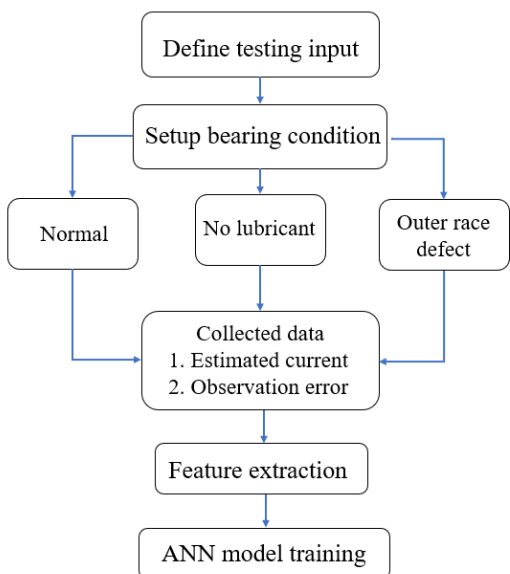 Define testing input
Setup bearing condition
Normal
No lubricant
Outer race
defect
Collected data
1. Estimated current
2. Observation error
Feature extraction
ANN model training